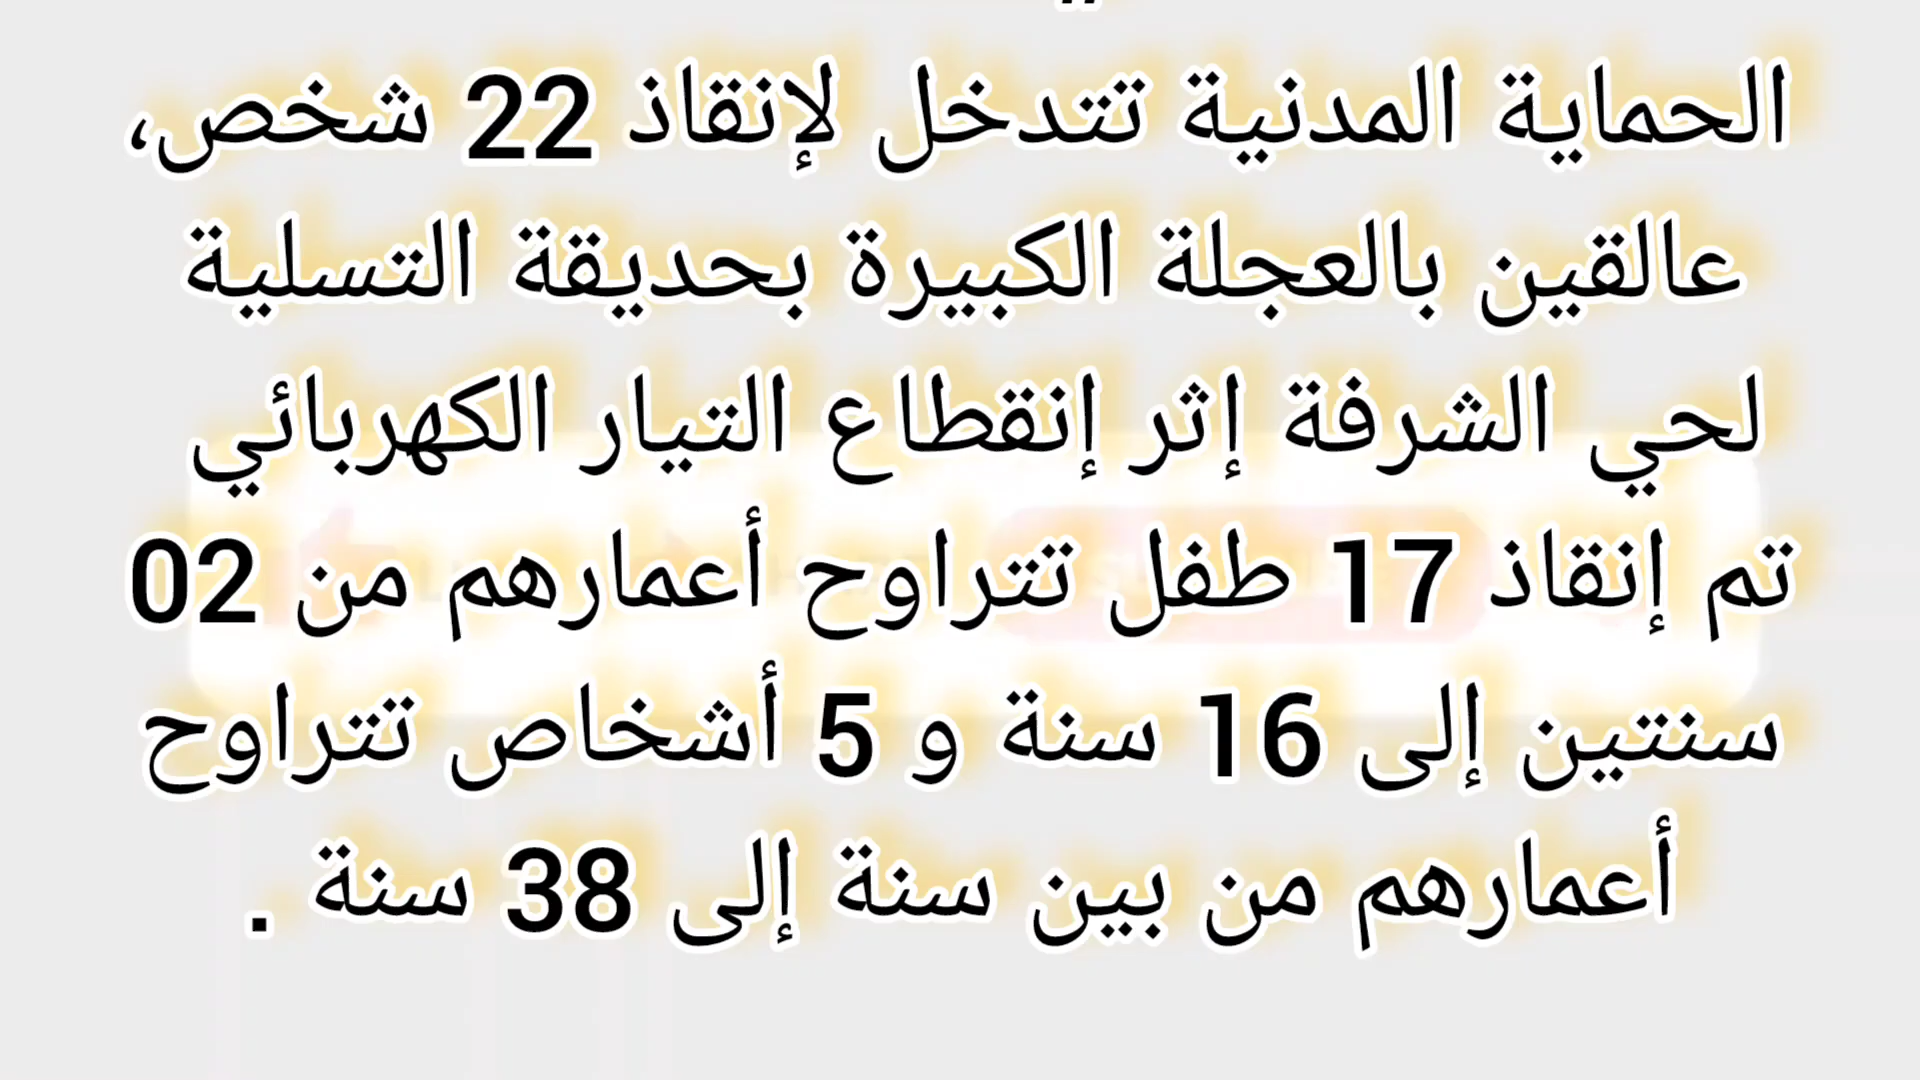 الحماية المدنية تتدخل لإنقاذ 22 شخص،
عالقين بالعجلة الكبيرة بحديقة التسلية
لحي الشرفة إثر إنقطاع التيار الكهربائي
تم إنقاذ 17 طفل تتراوح أعمارهم من 02
سنتين إلى 16 سنة و 5 أشخاص تتراوح
أعمارهم من بين سنة إلى 38 سنة .